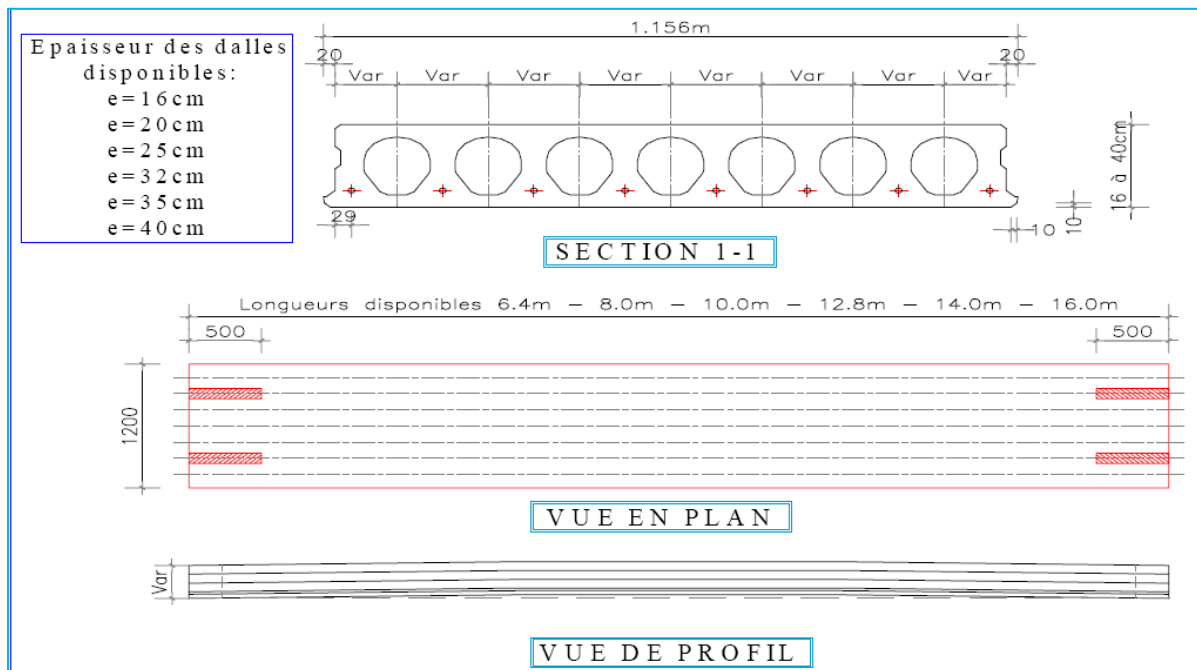 Epaisseur des dalles
disponibles:
e=16cm
e=20cm
e=25cm
e=32cm
e=35cm
e=40cm
1.156m
20 20
Var Var Var Var Var Var Var Var
16 à 40cm
29 10 10
SECTION 1-1
Longueurs disponibles 6.4m – 8.0m – 10.0m – 12.8m – 14.0m – 16.0m
500 500
1200
VUE EN PLAN
Var
VUE DE PROFIL